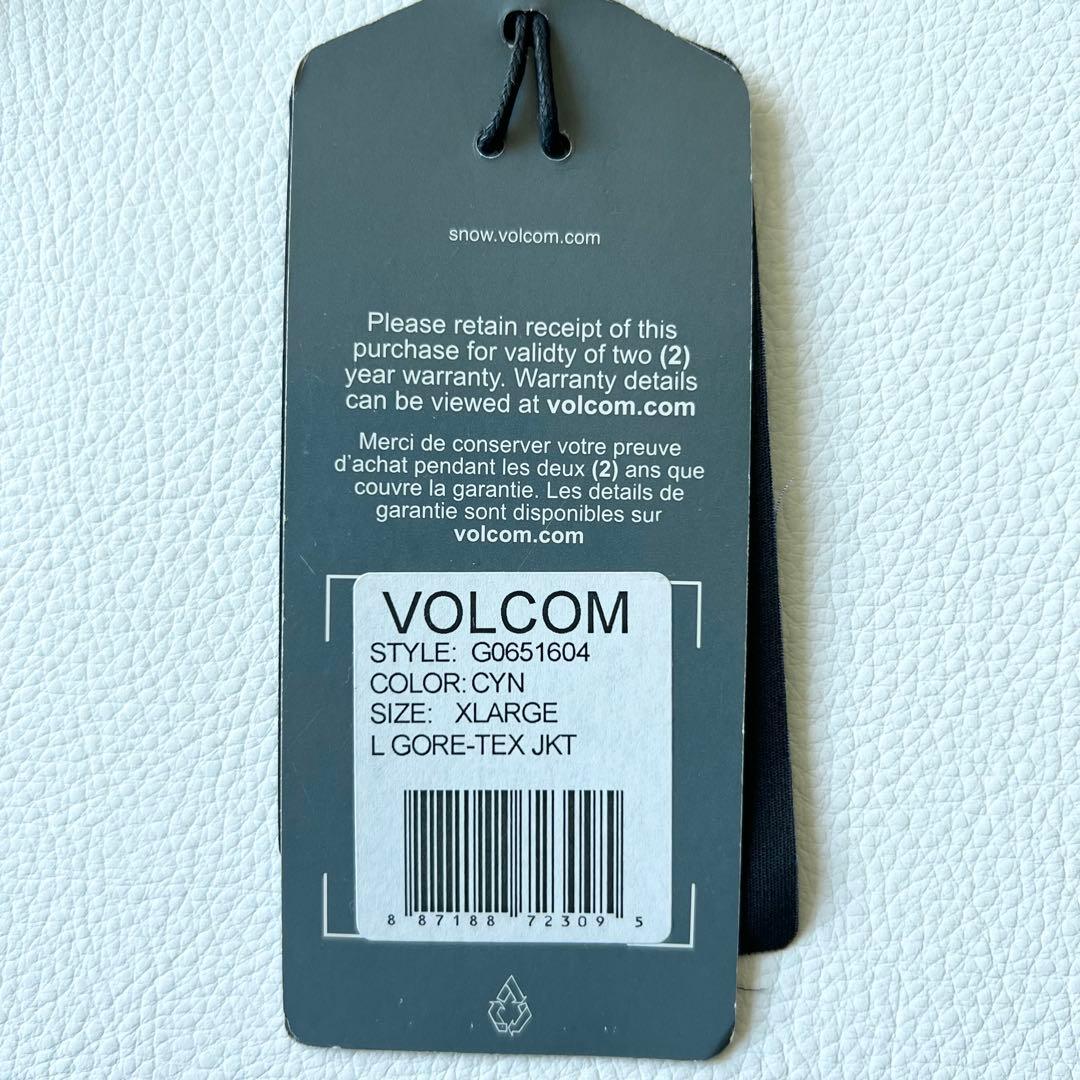 snow.volcom.com
Please retain receipt of this
purchase for validty of two (2)
year warranty. Warranty details
can be viewed at volcom.com
Merci de conserver votre preuve
d'achat pendant les deux (2) ans que
couvre la garantie. Les details de
garantie sont disponibles sur
volcom.com
VOLCOM
STYLE: G0651604
COLOR: CYN
SIZE: XLARGE
L GORE-TEX JKT
8 87188 72309 5